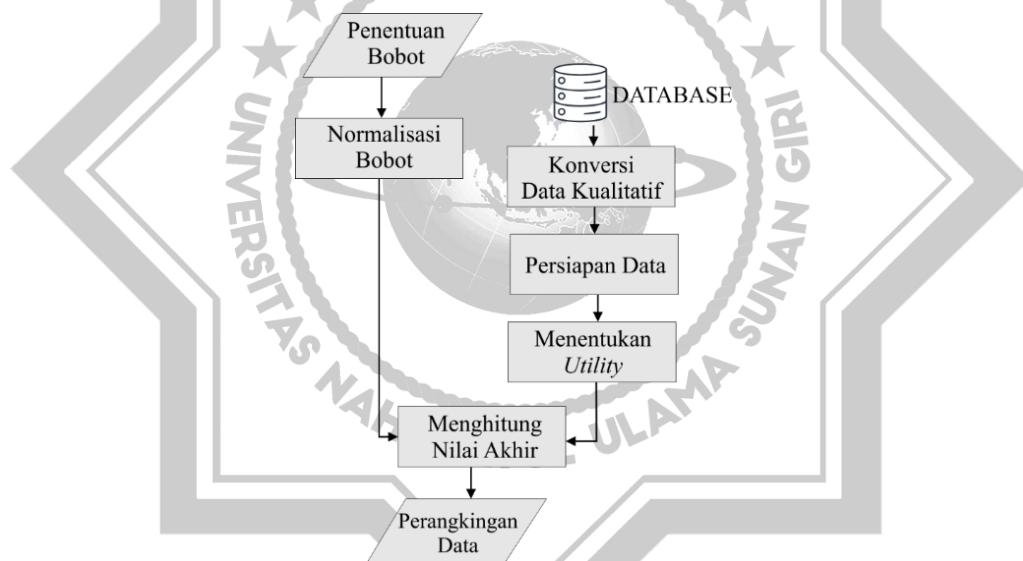 Penentuan
Bobot
Normalisasi
Bobot
DATABASE
Konversi
Data Kualitatif
Persiapan Data
Menentukan
Utility
Menghitung
Nilai Akhir
Perangkingan
Data
UNIVERSITAS NAH ULAMA SUNAN GIRI